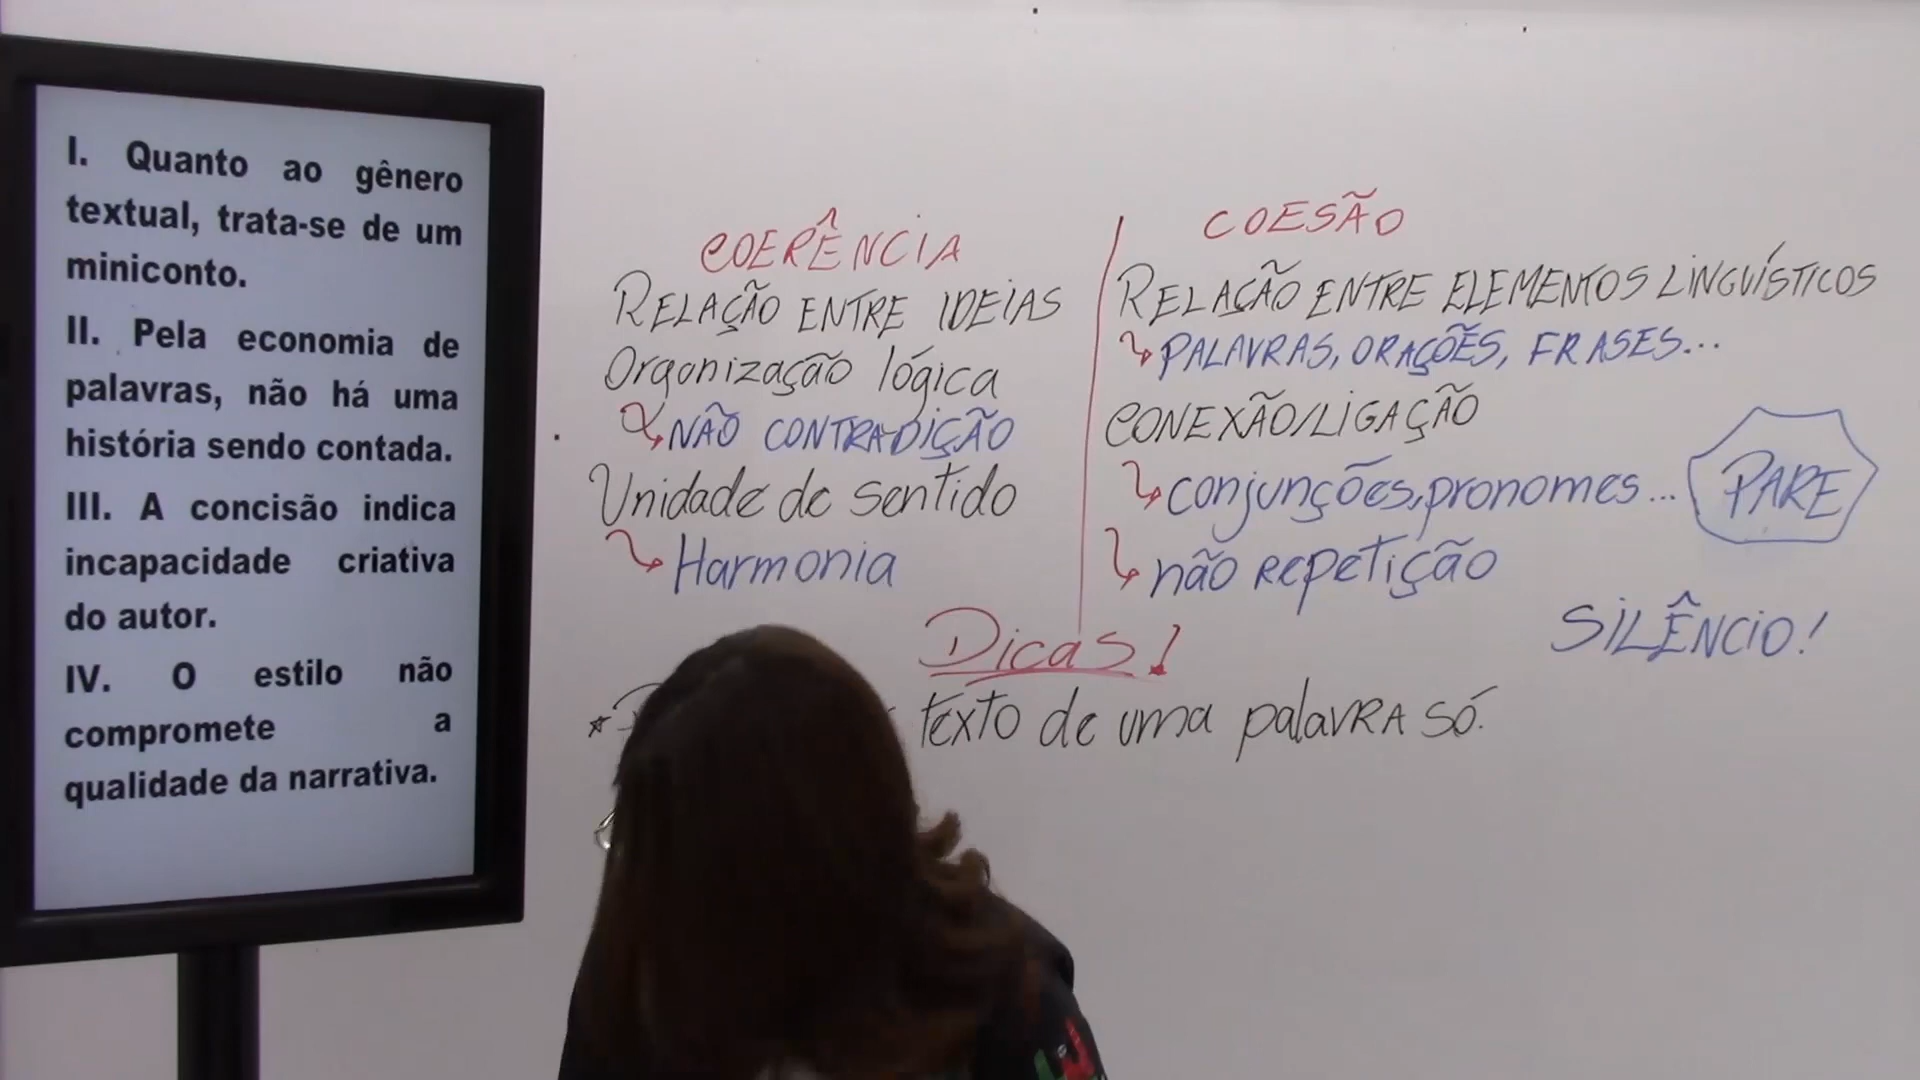 I. Quanto ao gênero
textual, trata-se de um
miniconto.
II. Pela economia de
palavras, não há uma
história sendo contada.
III. A concisão indica
incapacidade criativa
do autor.
IV. O estilo não
compromete a
qualidade da narrativa.
COERÊNCIA
RELAÇÃO ENTRE IDEIAS
Organização lógica
NÃO CONTRADIÇÃO
Unidade de sentido
Harmonia
COESÃO
RELAÇÃO ENTRE ELEMENTOS LINGUÍSTICOS
PALAVRAS, ORAÇÕES, FRASES...
CONEXÃO/LIGAÇÃO
conjunções, pronomes...
não repetição
PARE
SILÊNCIO!
Dicas!
texto de uma palavra só.